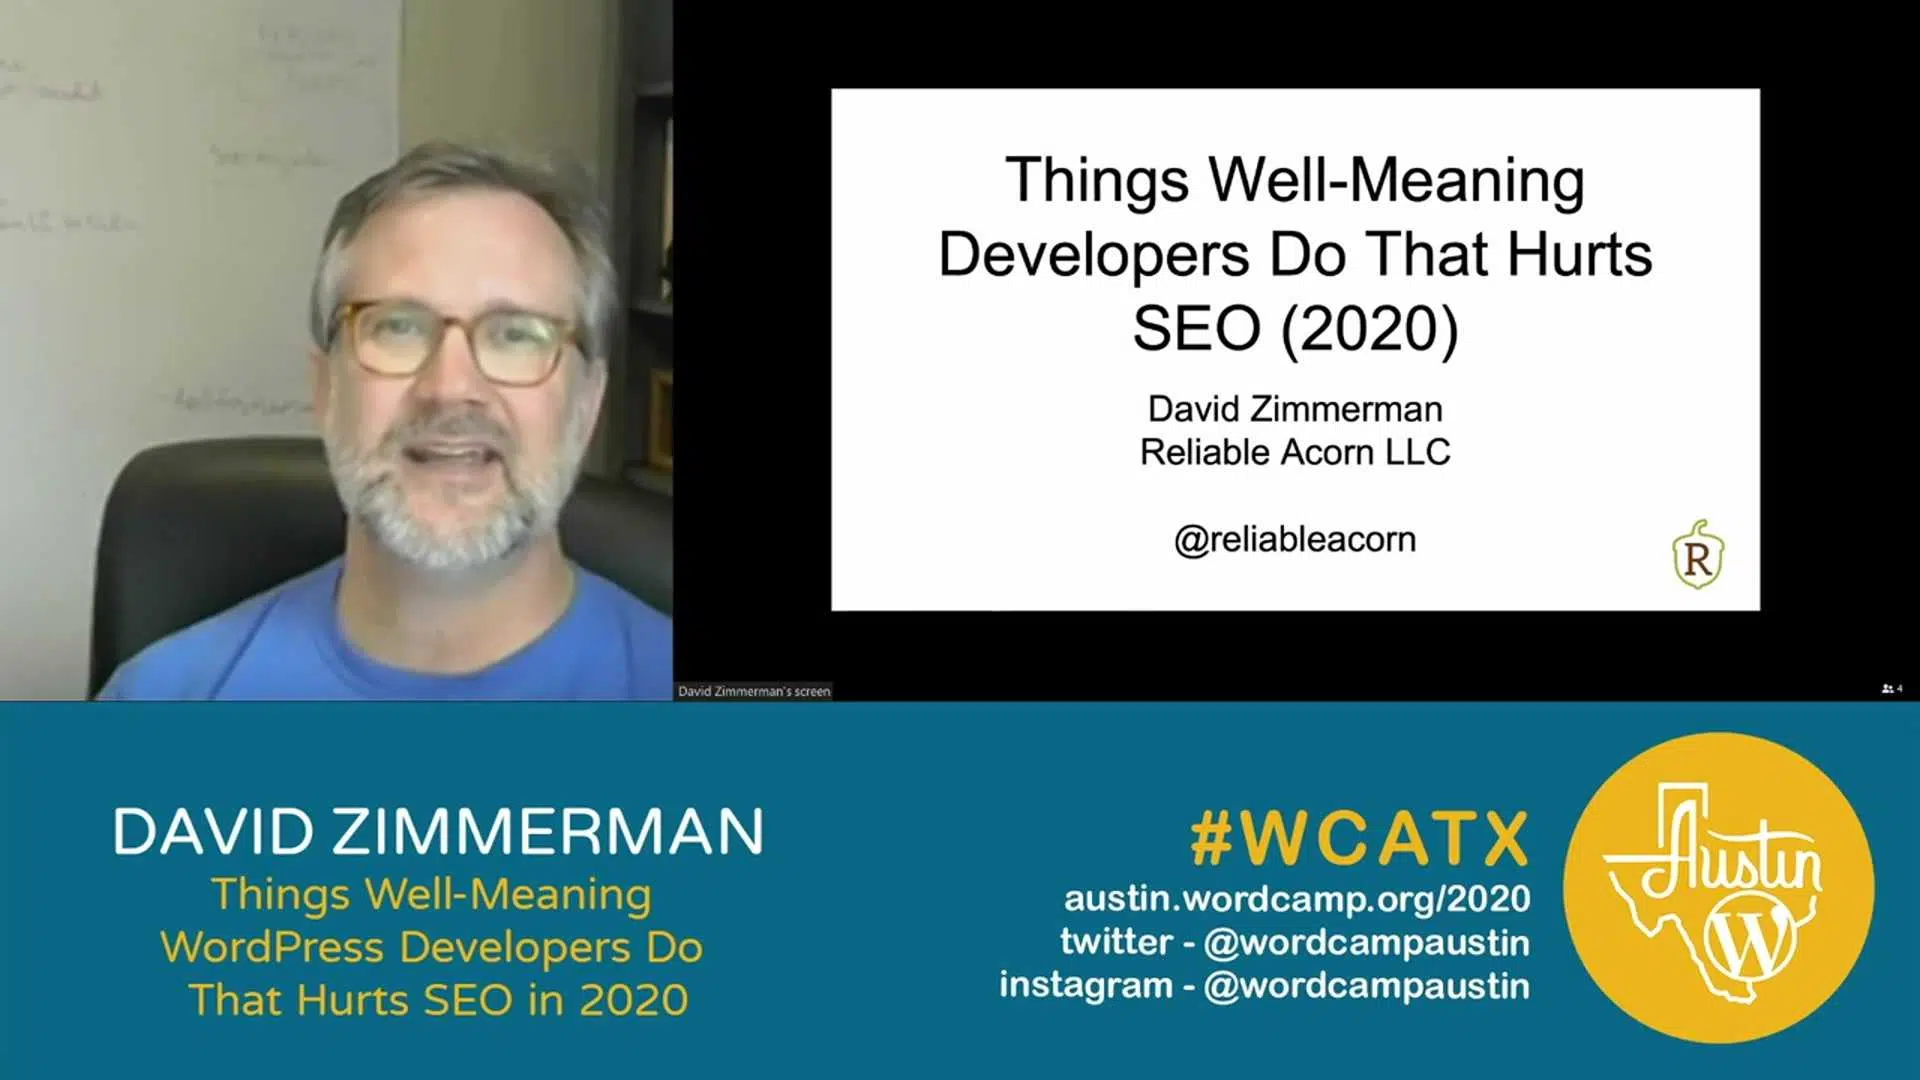 Things Well-Meaning
Developers Do That Hurts
SEO (2020)
David Zimmerman
Reliable Acorn LLC
@reliableacorn
R
David Zimmerman's screen
4
DAVID ZIMMERMAN
Things Well-Meaning
WordPress Developers Do
That Hurts SEO in 2020
#WCATX
austin.wordcamp.org/2020
twitter - @wordcampaustin
instagram - @wordcampaustin
Austin
W